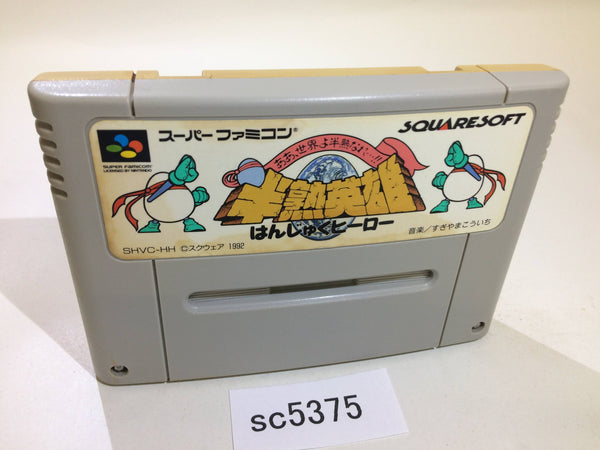 スーパーファミコン®
SQUARESOFT
SUPER FAMICOM
LICENSED BY NINTENDO
ああ、世界よ半熟なれ…!!
半熟英雄
はんじゅくヒーロー
SHVC-HH ©スクウェア 1992
音楽/すぎやまこういち
sc5375